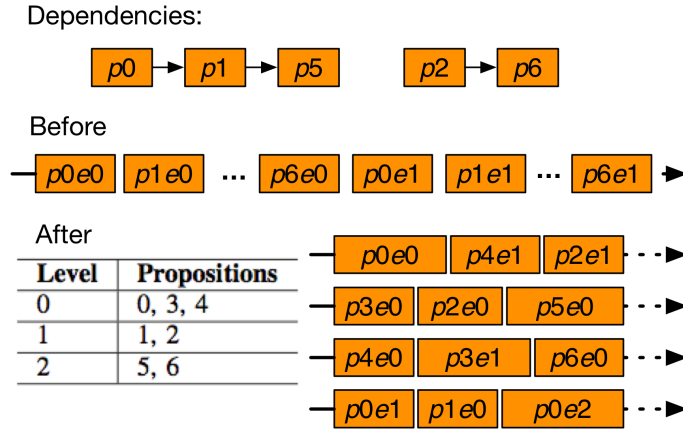 Dependencies:
p0 p1 p5 p2 p6
Before
p0e0 p1e0 ... p6e0 p0e1 p1e1 ... p6e1
After
Level Propositions
0 0, 3, 4
1 1, 2
2 5, 6
p0e0 p4e1 p2e1
p3e0 p2e0 p5e0
p4e0 p3e1 p6e0
p0e1 p1e0 p0e2